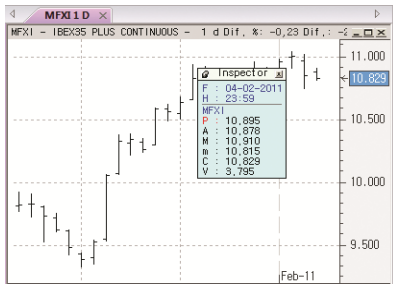 MFXI 1 D
MFXI - IBEX35 PLUS CONTINUOUS - 1 d Dif. %: -0,23 Dif.: -2
Inspector
F : 04-02-2011
H : 23:59
MFXI
P : 10,895
A : 10,878
M : 10,910
m : 10,815
C : 10,829
V : 3,795
11.000
10.829
10.500
10.000
9.500
Feb-11